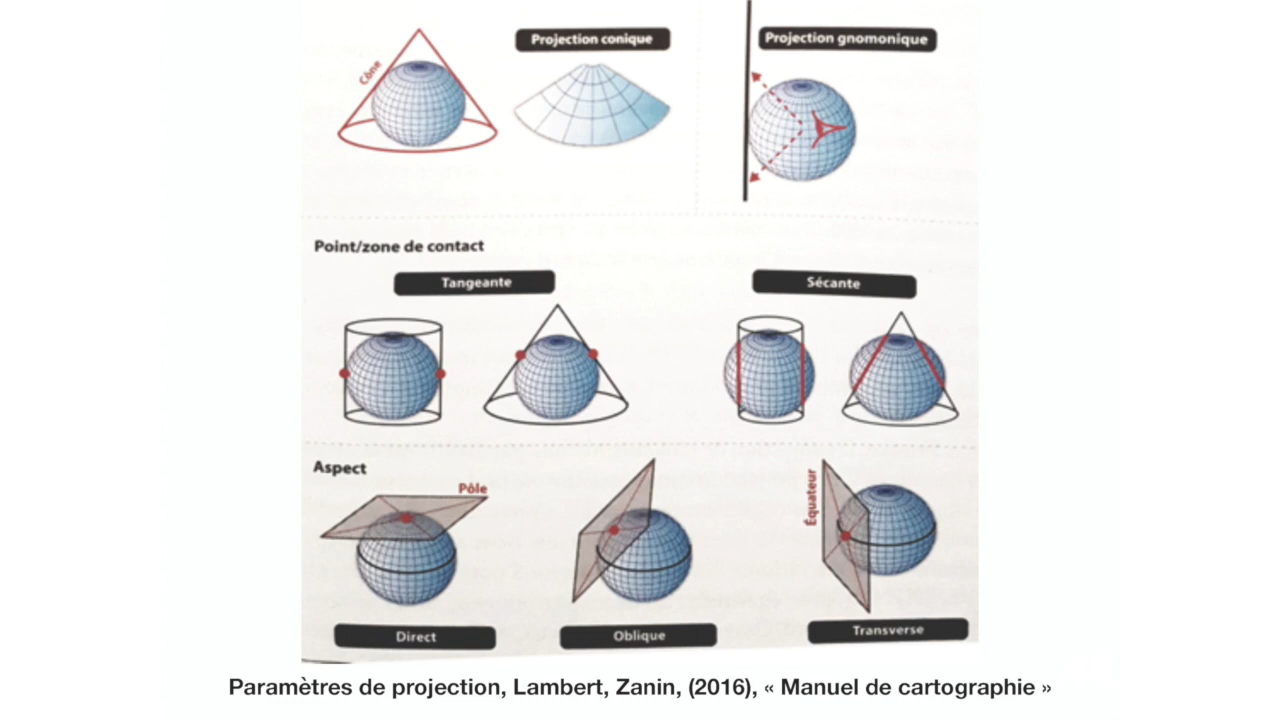 Cône
Projection conique
Projection gnomonique
Point/zone de contact
Tangeante
Sécante
Aspect
Pôle
Équateur
Direct
Oblique
Transverse
Paramètres de projection, Lambert, Zanin, (2016), « Manuel de cartographie »